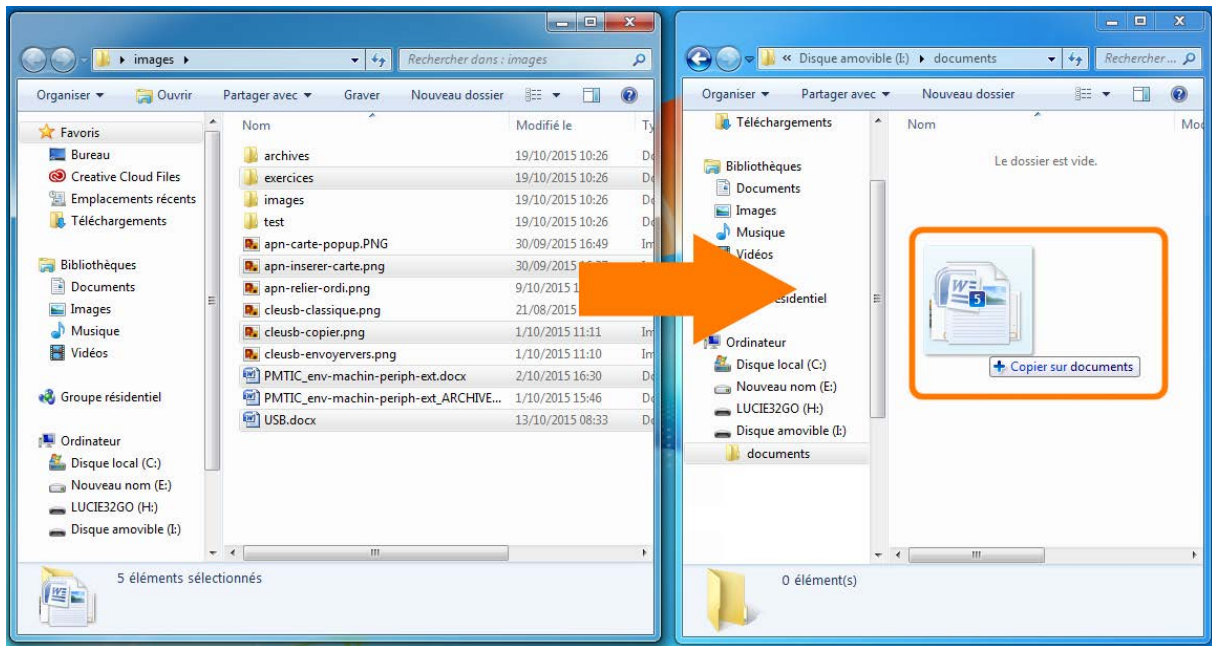 images
Rechercher dans : images
Organiser
Ouvrir
Partager avec
Graver
Nouveau dossier
Favoris
Bureau
Creative Cloud Files
Emplacements récents
Téléchargements
Bibliothèques
Documents
Images
Musique
Vidéos
Groupe résidentiel
Ordinateur
Disque local (C:)
Nouveau nom (E:)
LUCIE32GO (H:)
Disque amovible (I:)
Nom Modifié le
archives 19/10/2015 10:26
exercices 19/10/2015 10:26
images 19/10/2015 10:26
test 19/10/2015 10:26
apn-carte-popup.PNG 30/09/2015 16:49
apn-inserer-carte.png 30/09/2015
apn-relier-ordi.png 9/10/2015
cleusb-classique.png 21/08/2015
cleusb-copier.png 1/10/2015 11:11
cleusb-envoyervers.png 1/10/2015 11:10
PMTIC_env-machin-periph-ext.docx 2/10/2015 16:30
PMTIC_env-machin-periph-ext_ARCHIVE... 1/10/2015 15:46
USB.docx 13/10/2015 08:33
5 éléments sélectionnés
« Disque amovible (I:) documents
Rechercher ...
Organiser
Partager avec
Nouveau dossier
Téléchargements
Bibliothèques
Documents
Images
Musique
Vidéos
Ordinateur
Disque local (C:)
Nouveau nom (E:)
LUCIE32GO (H:)
Disque amovible (I:)
documents
Nom
Le dossier est vide.
W
5
Copier sur documents
0 élément(s)